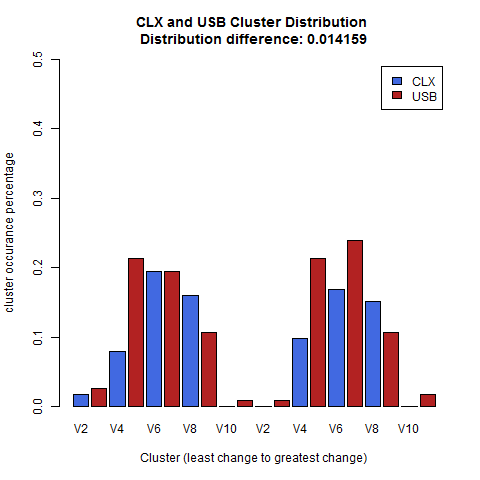 CLX and USB Cluster Distribution
Distribution difference: 0.014159
CLX
USB
cluster occurance percentage
0.5
0.4
0.3
0.2
0.1
0.0
V2 V4 V6 V8 V10 V2 V4 V6 V8 V10
Cluster (least change to greatest change)